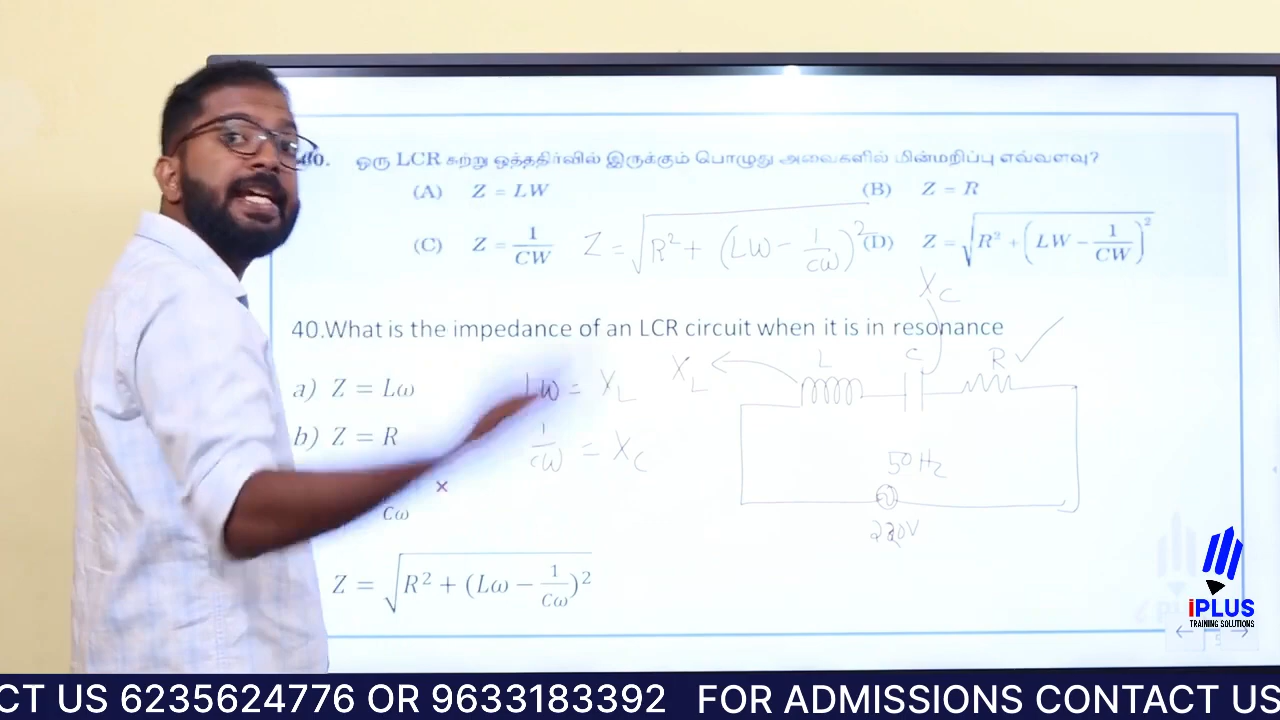 40. ஒரு LCR சுற்று ஒத்ததிர்வில் இருக்கும் பொழுது அவைகளில் மின்மறிப்பு எவ்வளவு?
(A) Z = LW (B) Z = R
(C) Z = 1/CW Z = √R² + (Lω − 1/cω)² (D) Z = √R² + (LW − 1/CW)²
X_C
40.What is the impedance of an LCR circuit when it is in resonance
L C R
a) Z = Lω Lω = X_L X_L
b) Z = R 1/cω = X_C
50Hz
Cω
230V
Z = √R² + (Lω − 1/Cω)²
iPLUS
TRAINING SOLUTIONS
CT US 6235624776 OR 9633183392 FOR ADMISSIONS CONTACT US